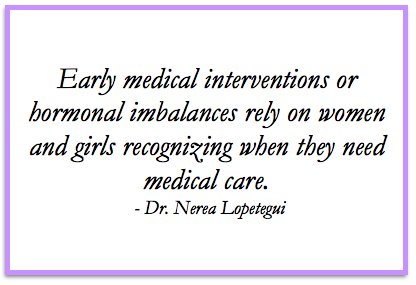 Early medical interventions or
hormonal imbalances rely on women
and girls recognizing when they need
medical care.
- Dr. Nerea Lopetegui